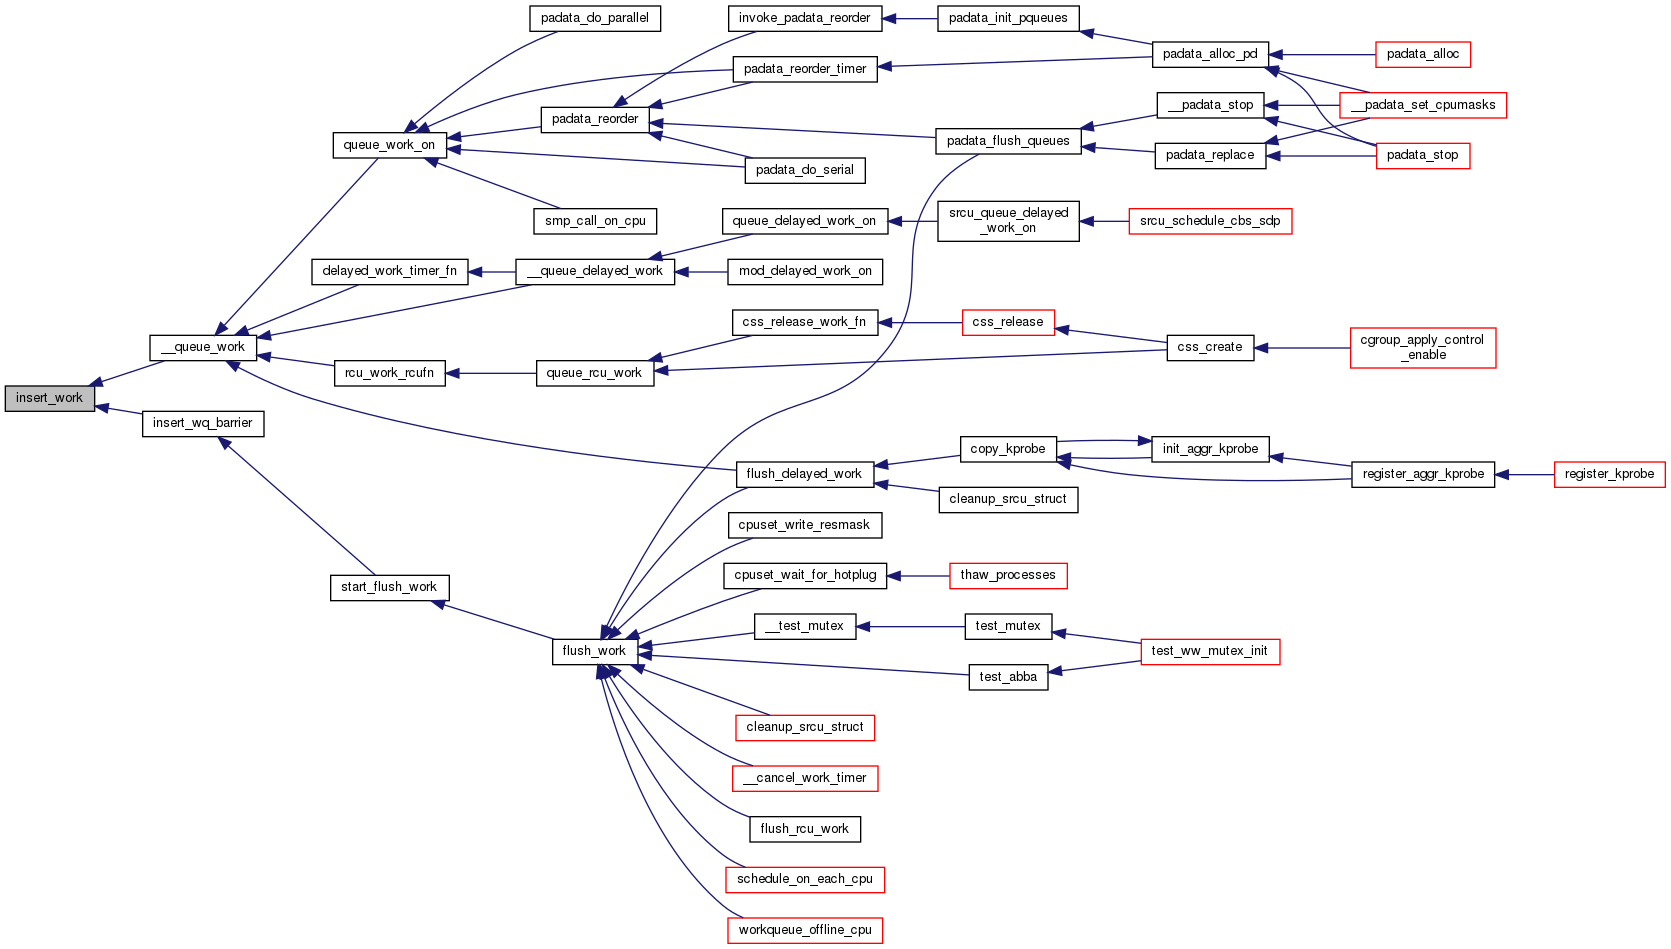 padata_do_parallel
invoke_padata_reorder
padata_init_pqueues
padata_alloc_pd
padata_alloc
padata_reorder_timer
__padata_stop
__padata_set_cpumasks
padata_reorder
queue_work_on
padata_flush_queues
padata_replace
padata_stop
padata_do_serial
smp_call_on_cpu
queue_delayed_work_on
srcu_queue_delayed
_work_on
srcu_schedule_cbs_sdp
delayed_work_timer_fn
__queue_delayed_work
mod_delayed_work_on
css_release_work_fn
css_release
__queue_work
css_create
cgroup_apply_control
_enable
rcu_work_rcufn
queue_rcu_work
insert_work
insert_wq_barrier
copy_kprobe
init_aggr_kprobe
flush_delayed_work
register_aggr_kprobe
register_kprobe
cleanup_srcu_struct
cpuset_write_resmask
start_flush_work
cpuset_wait_for_hotplug
thaw_processes
__test_mutex
test_mutex
flush_work
test_ww_mutex_init
test_abba
cleanup_srcu_struct
__cancel_work_timer
flush_rcu_work
schedule_on_each_cpu
workqueue_offline_cpu